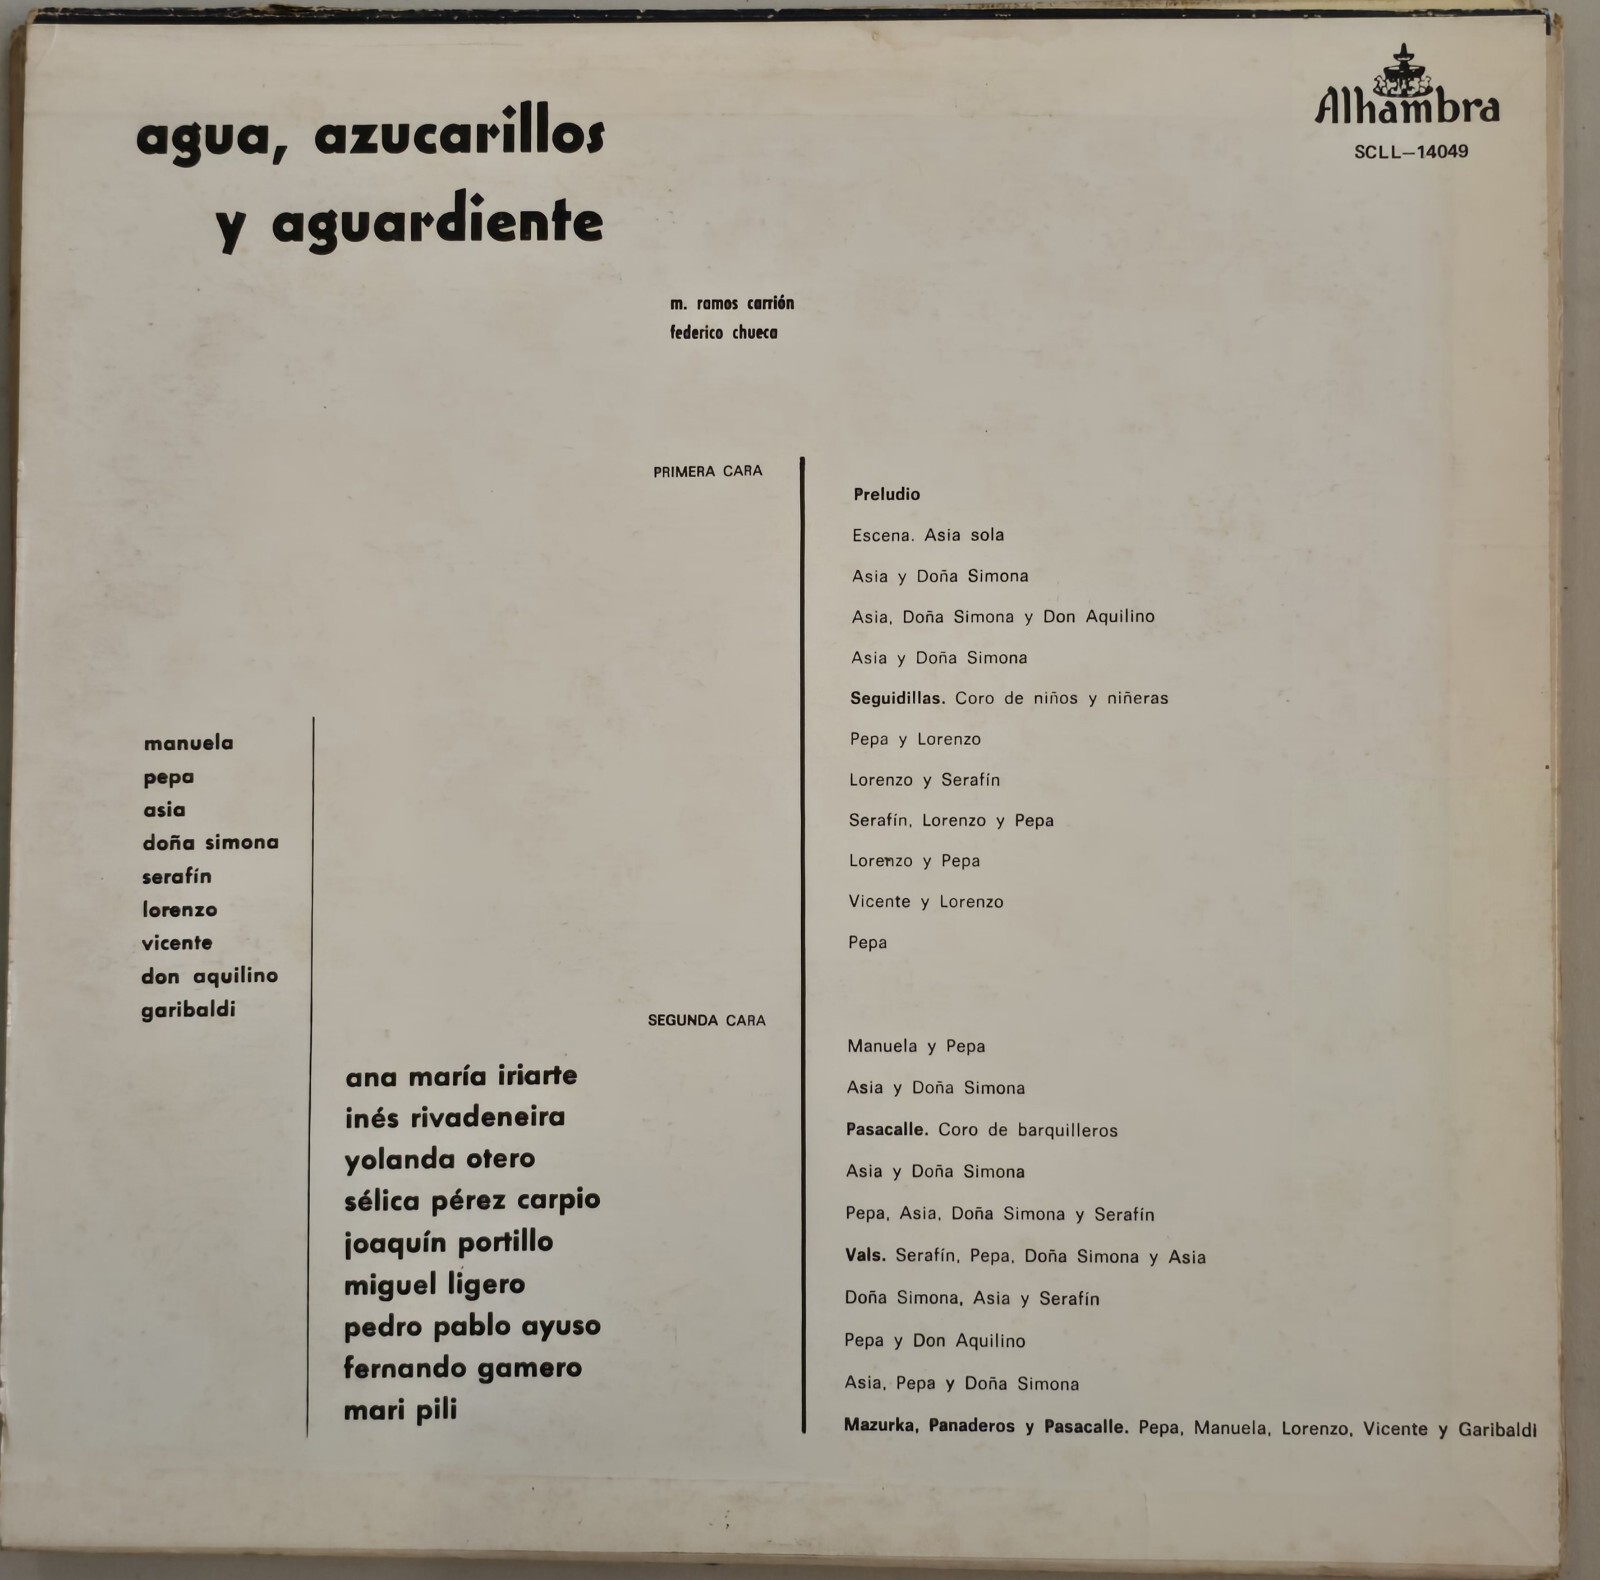 Alhambra
SCLL-14049
agua, azucarillos
y aguardiente
m. ramos carrión
federico chueca
PRIMERA CARA
Preludio
Escena. Asia sola
Asia y Doña Simona
Asia, Doña Simona y Don Aquilino
Asia y Doña Simona
Seguidillas. Coro de niños y niñeras
Pepa y Lorenzo
Lorenzo y Serafín
Serafín, Lorenzo y Pepa
Lorenzo y Pepa
Vicente y Lorenzo
Pepa
manuela
pepa
asia
doña simona
serafín
lorenzo
vicente
don aquilino
garibaldi
ana maría iriarte
inés rivadeneira
yolanda otero
sélica pérez carpio
joaquín portillo
miguel ligero
pedro pablo ayuso
fernando gamero
mari pili
SEGUNDA CARA
Manuela y Pepa
Asia y Doña Simona
Pasacalle. Coro de barquilleros
Asia y Doña Simona
Pepa, Asia, Doña Simona y Serafín
Vals. Serafín, Pepa, Doña Simona y Asia
Doña Simona, Asia y Serafín
Pepa y Don Aquilino
Asia, Pepa y Doña Simona
Mazurka, Panaderos y Pasacalle. Pepa, Manuela, Lorenzo, Vicente y Garibaldi